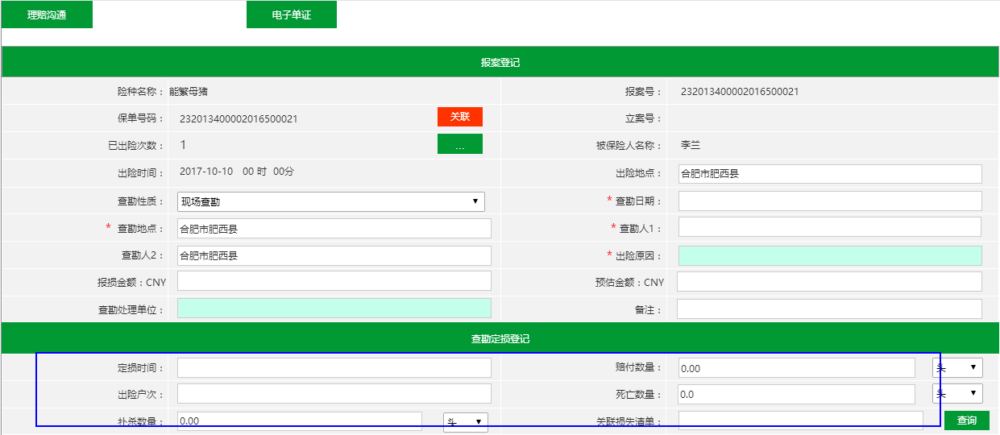 理赔沟通 电子单证
报案登记
险种名称： 能繁母猪 报案号： 232013400002016500021
保单号码： 232013400002016500021 关联 立案号：
已出险次数： 1 ... 被保险人名称： 李兰
出险时间： 2017-10-10 00 时 00分 出险地点： 合肥市肥西县
查勘性质： 现场查勘 * 查勘日期：
* 查勘地点： 合肥市肥西县 * 查勘人1：
查勘人2： 合肥市肥西县 * 出险原因：
报损金额：CNY 预估金额：CNY
查勘处理单位： 备注：
查勘定损登记
定损时间： 赔付数量： 0.00 头
出险户次： 死亡数量： 0.0 头
扑杀数量： 0.00 头 关联损失清单： 查询